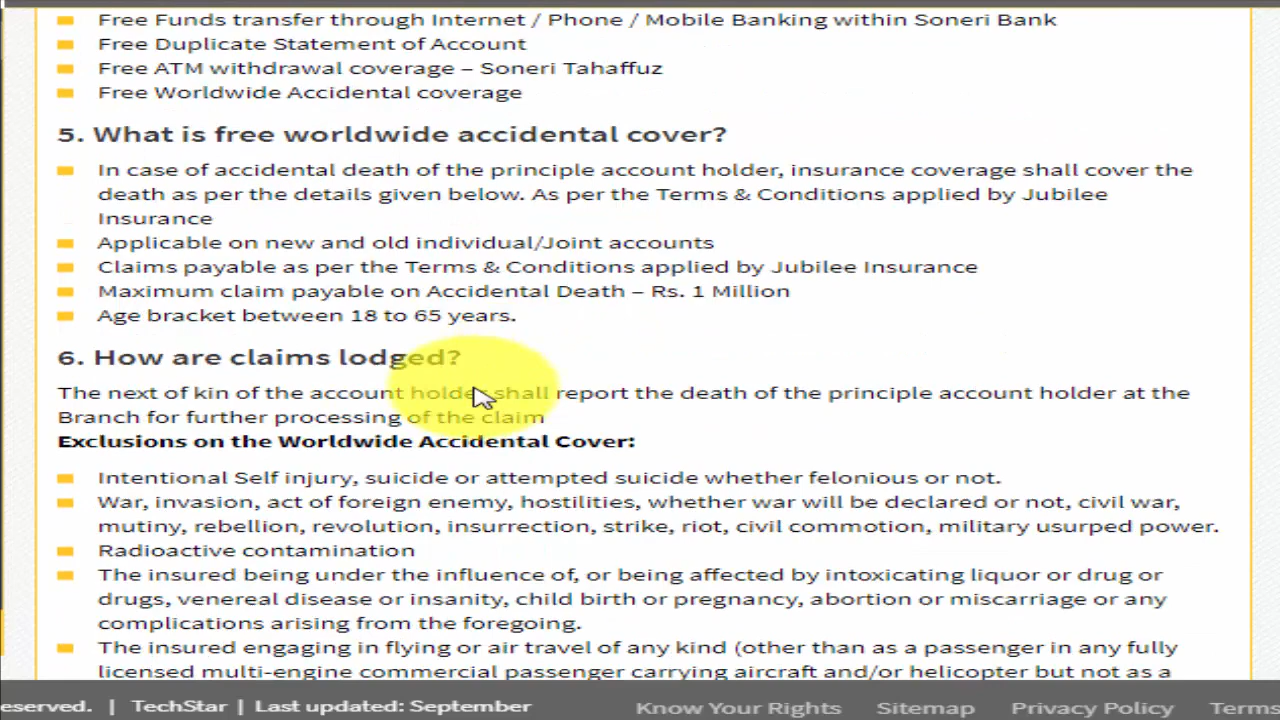 Free Funds transfer through Internet / Phone / Mobile Banking within Soneri Bank
Free Duplicate Statement of Account
Free ATM withdrawal coverage – Soneri Tahaffuz
Free Worldwide Accidental coverage
5. What is free worldwide accidental cover?
In case of accidental death of the principle account holder, insurance coverage shall cover the
death as per the details given below. As per the Terms & Conditions applied by Jubilee
Insurance
Applicable on new and old individual/Joint accounts
Claims payable as per the Terms & Conditions applied by Jubilee Insurance
Maximum claim payable on Accidental Death – Rs. 1 Million
Age bracket between 18 to 65 years.
6. How are claims lodged?
The next of kin of the account holder shall report the death of the principle account holder at the
Branch for further processing of the claim
Exclusions on the Worldwide Accidental Cover:
Intentional Self injury, suicide or attempted suicide whether felonious or not.
War, invasion, act of foreign enemy, hostilities, whether war will be declared or not, civil war,
mutiny, rebellion, revolution, insurrection, strike, riot, civil commotion, military usurped power.
Radioactive contamination
The insured being under the influence of, or being affected by intoxicating liquor or drug or
drugs, venereal disease or insanity, child birth or pregnancy, abortion or miscarriage or any
complications arising from the foregoing.
The insured engaging in flying or air travel of any kind (other than as a passenger in any fully
licensed multi-engine commercial passenger carrying aircraft and/or helicopter but not as a
eserved. | TechStar | Last updated: September Know Your Rights Sitemap Privacy Policy Terms